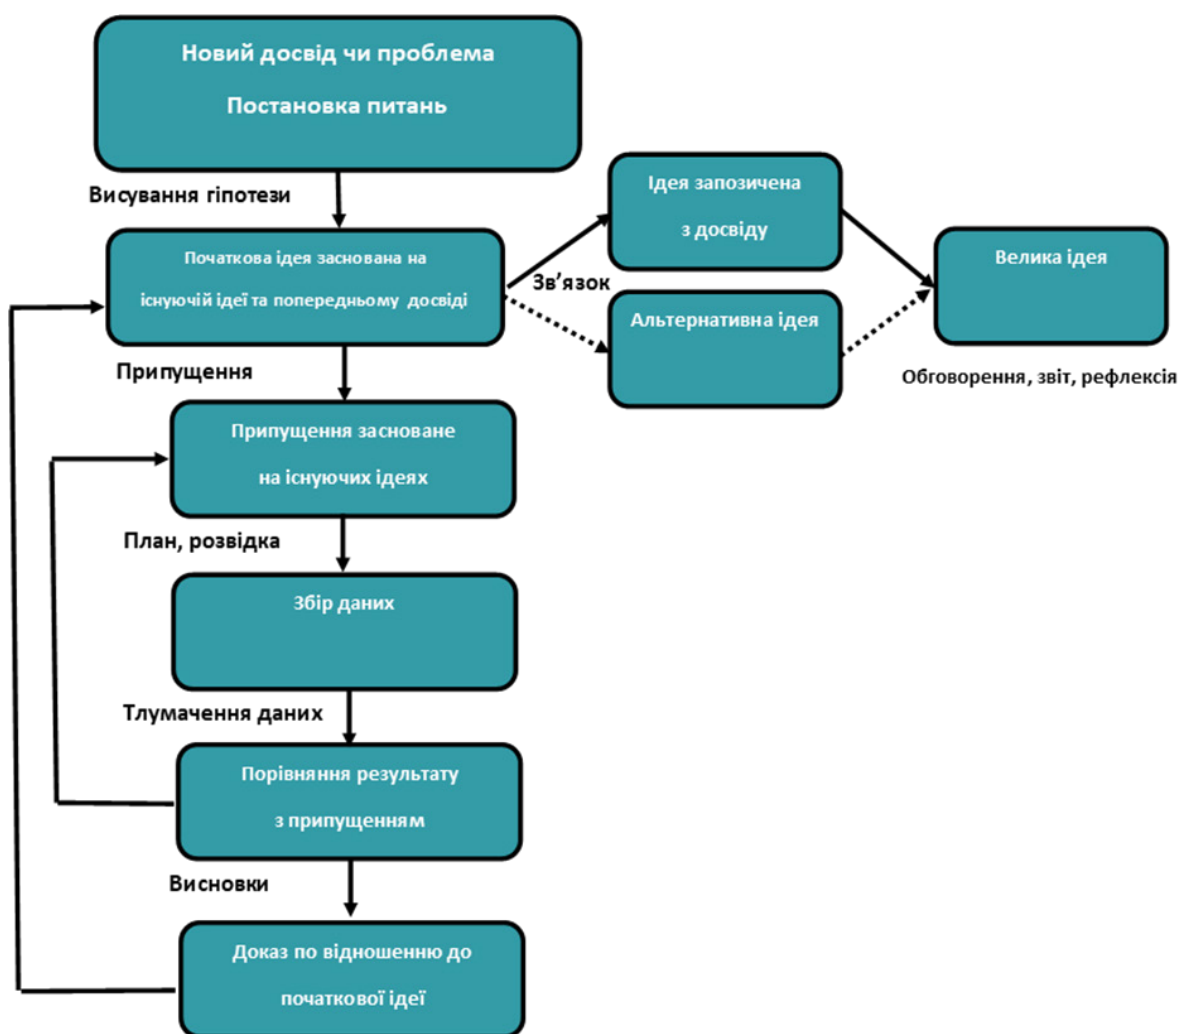 Новий досвід чи проблема
Постановка питань
Висування гіпотези
Початкова ідея заснована на
існуючій ідеї та попередньому досвіді
Зв’язок
Ідея запозичена
з досвіду
Альтернативна ідея
Велика ідея
Обговорення, звіт, рефлексія
Припущення
Припущення засноване
на існуючих ідеях
План, розвідка
Збір даних
Тлумачення даних
Порівняння результату
з припущенням
Висновки
Доказ по відношенню до
початкової ідеї